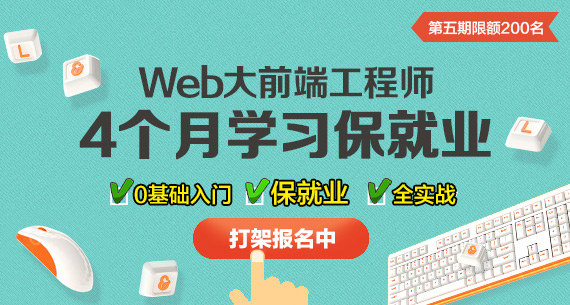 第五期限额200名
L
Web大前端工程师
4个月学习保就业
L
0基础入门 保就业 全实战
打架报名中